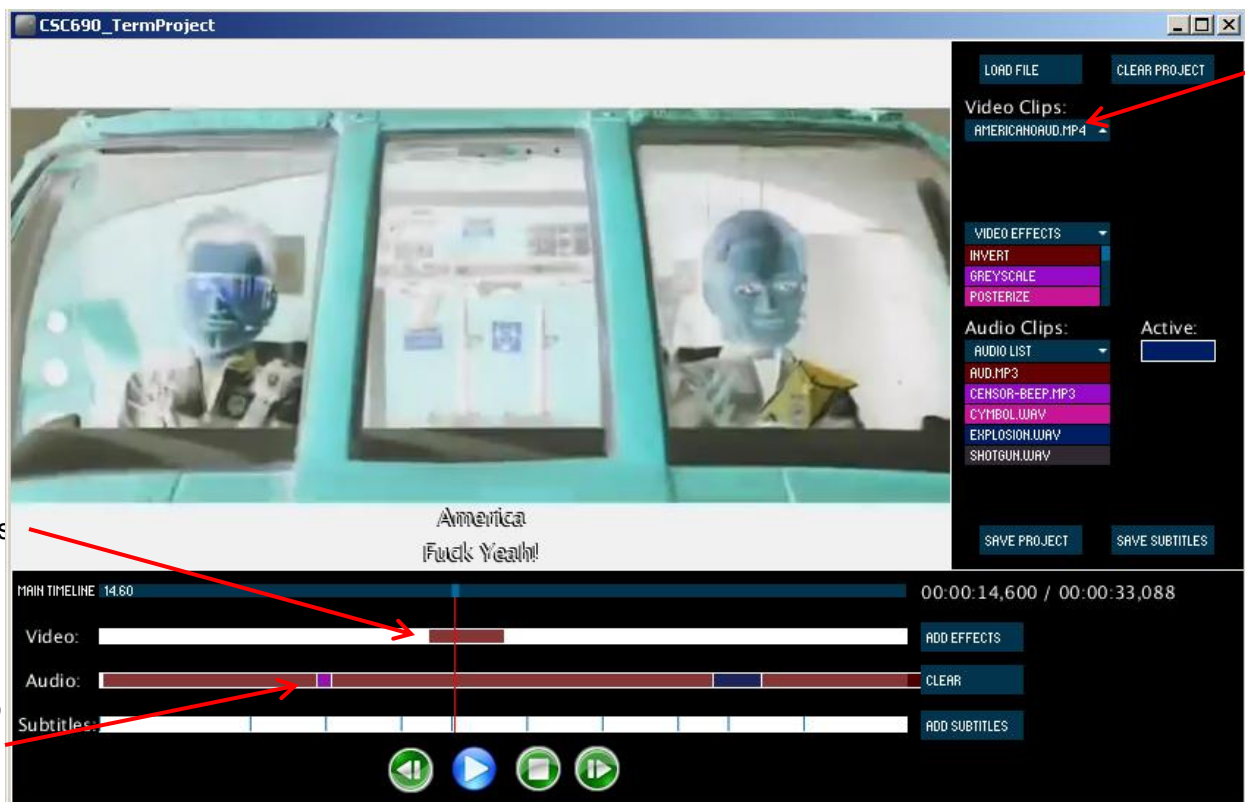 CSC690_TermProject
LOAD FILE
CLEAR PROJECT
Video Clips:
AMERICANOAUD.MP4
VIDEO EFFECTS
INVERT
GREYSCALE
POSTERIZE
Audio Clips:
Active:
AUDIO LIST
AUD.MP3
CENSOR-BEEP.MP3
CYMBOL.WAV
EXPLOSION.WAV
SHOTGUN.WAV
America
Fuck Yeah!
SAVE PROJECT
SAVE SUBTITLES
MAIN TIMELINE 14.60
00:00:14,600 / 00:00:33,088
Video:
ADD EFFECTS
Audio:
CLEAR
Subtitles:
ADD SUBTITLES